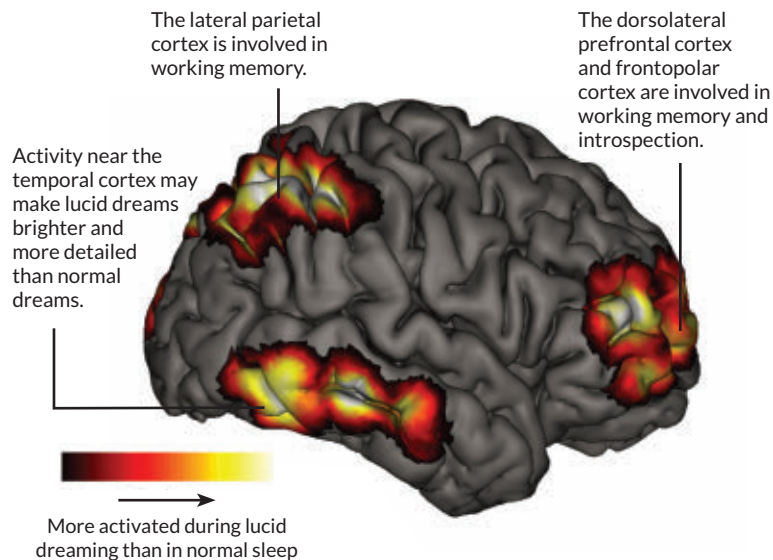 The lateral parietal
cortex is involved in
working memory.
The dorsolateral
prefrontal cortex
and frontopolar
cortex are involved in
working memory and
introspection.
Activity near the
temporal cortex may
make lucid dreams
brighter and
more detailed
than normal
dreams.
More activated during lucid
dreaming than in normal sleep